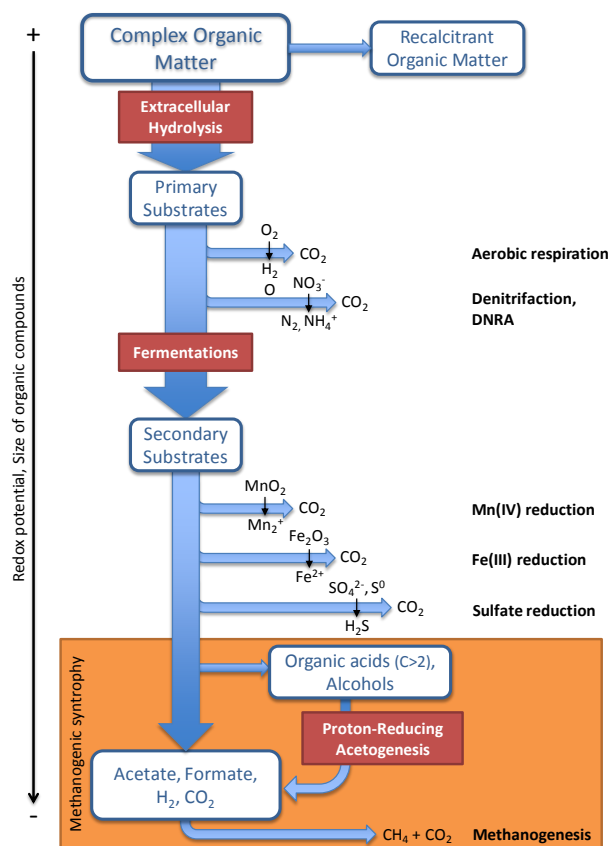 +
Complex Organic
Matter
Recalcitrant
Organic Matter
Extracellular
Hydrolysis
Primary
Substrates
O₂
CO₂
H₂
O
Aerobic respiration
NO₃⁻
CO₂
N₂, NH₄⁺
Denitrifaction,
DNRA
Fermentations
Redox potential, Size of organic compounds
Secondary
Substrates
MnO₂
CO₂
Mn₂⁺
Mn(IV) reduction
Fe₂O₃
CO₂
Fe²⁺
Fe(III) reduction
SO₄²⁻, S⁰
CO₂
H₂S
Sulfate reduction
Methanogenic syntrophy
Organic acids (C>2),
Alcohols
Proton-Reducing
Acetogenesis
Acetate, Formate,
H₂, CO₂
-
CH₄ + CO₂
Methanogenesis